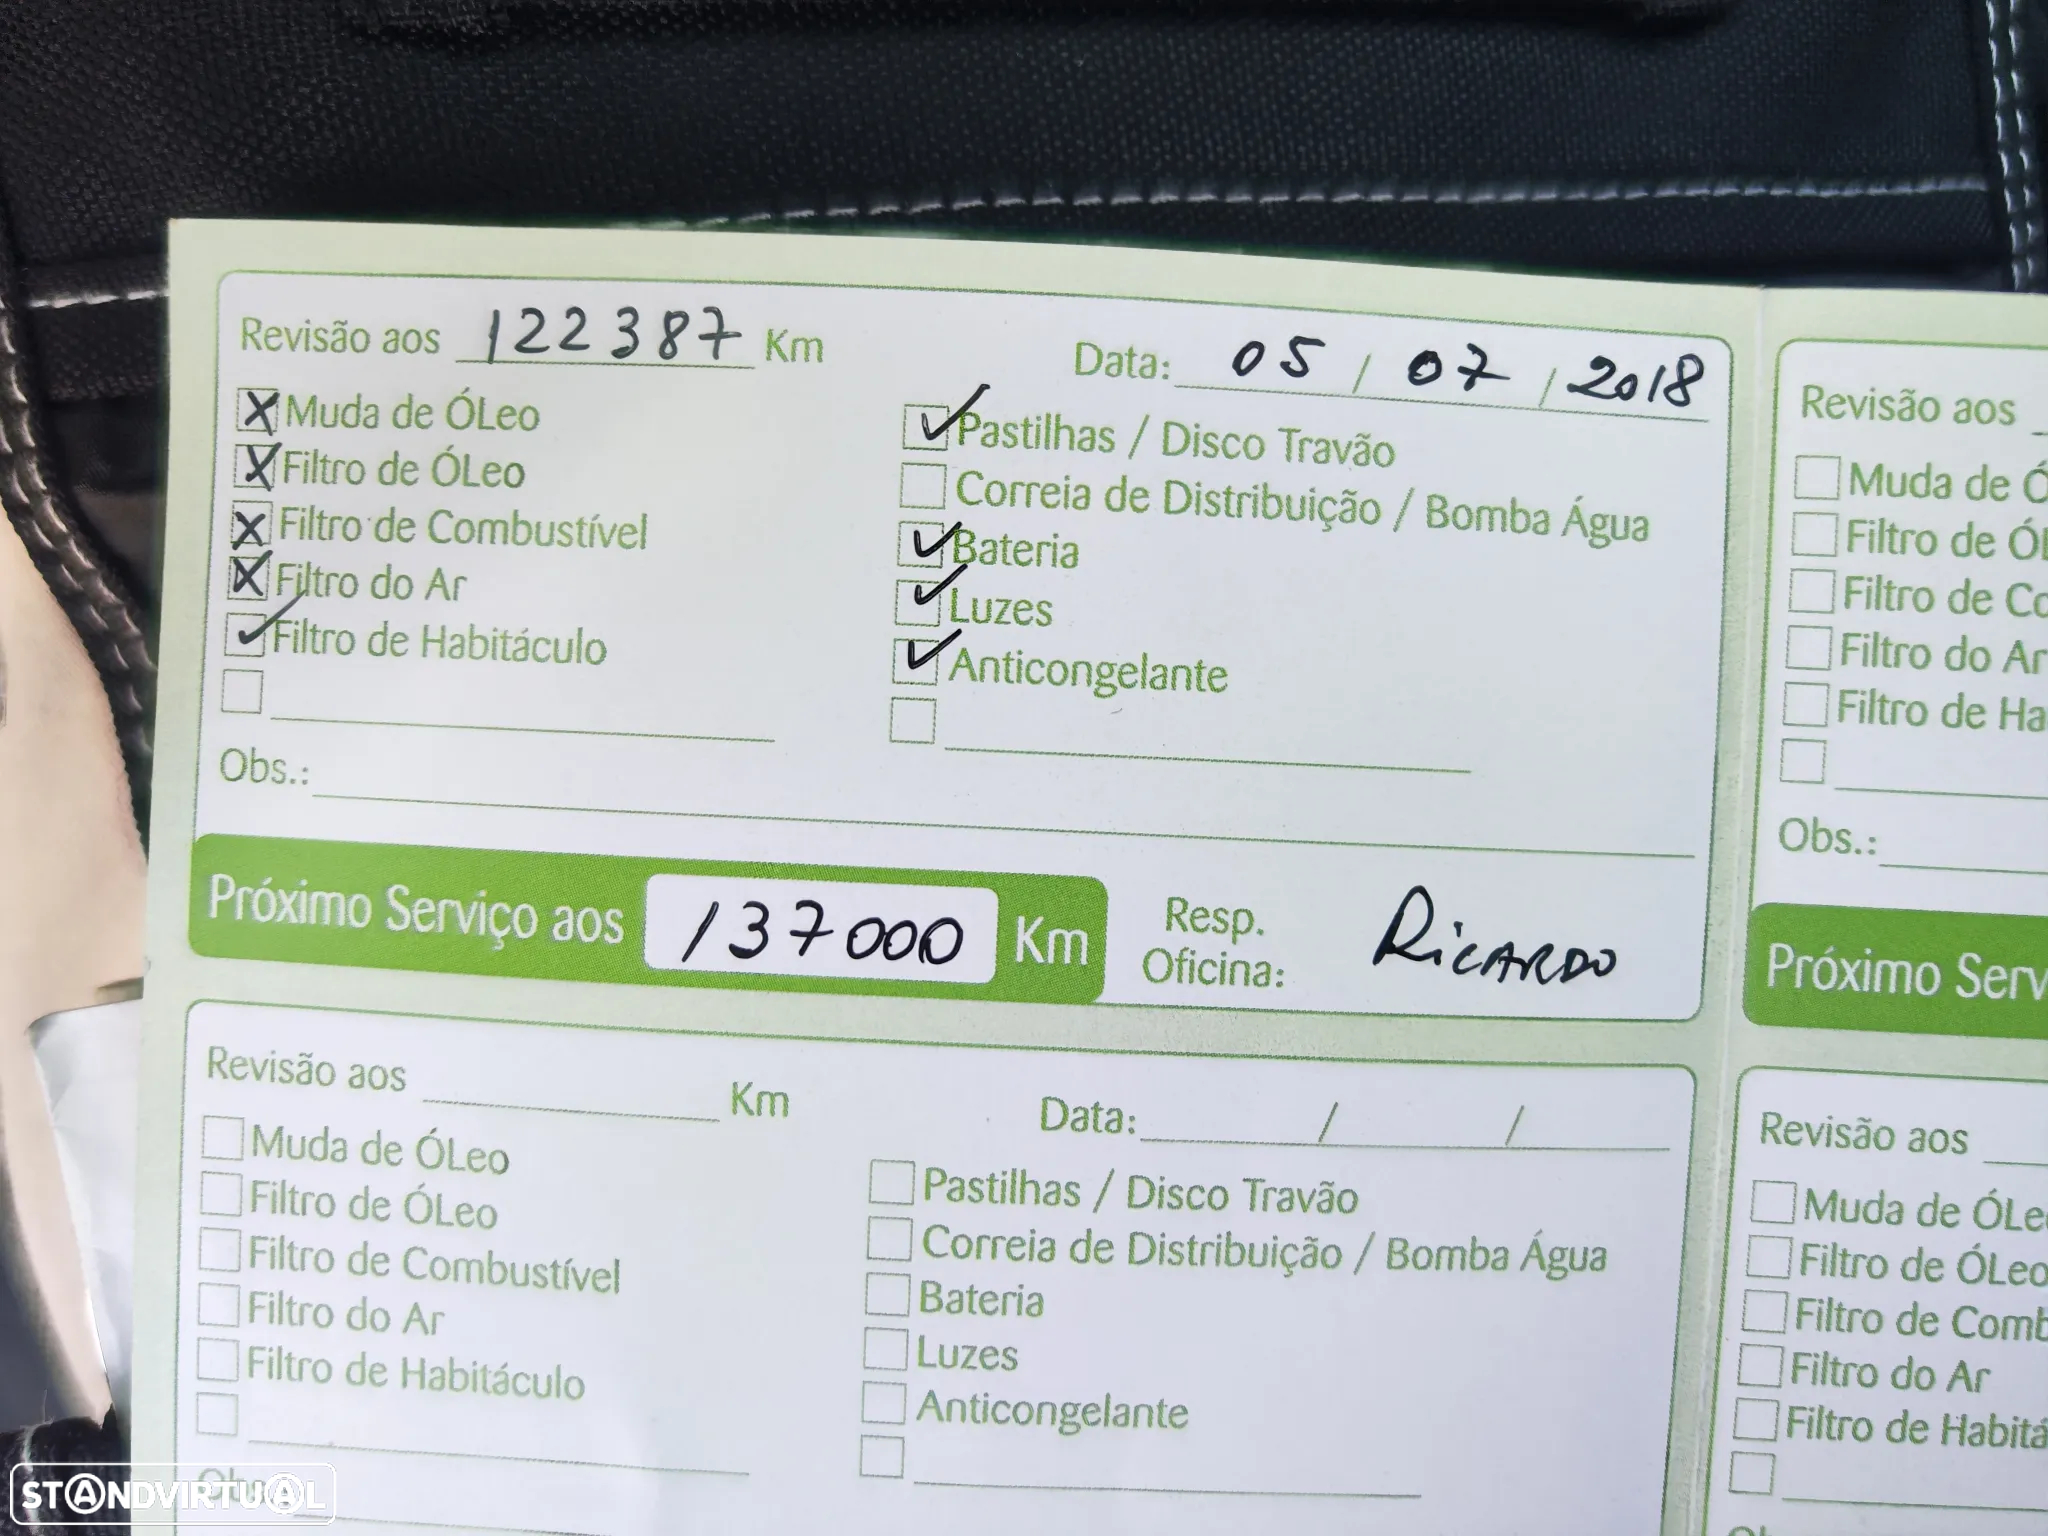 Revisão aos 122387 Km Data: 05 / 07 / 2018
X Muda de ÓLeo
X Filtro de ÓLeo
X Filtro de Combustível
X Filtro do Ar
✓ Filtro de Habitáculo
✓ Pastilhas / Disco Travão
Correia de Distribuição / Bomba Água
✓ Bateria
✓ Luzes
✓ Anticongelante
Obs.:
Próximo Serviço aos 137000 Km Resp. Oficina: RiCARDO
Revisão aos Km Data: / /
Muda de ÓLeo
Filtro de ÓLeo
Filtro de Combustível
Filtro do Ar
Filtro de Habitáculo
Pastilhas / Disco Travão
Correia de Distribuição / Bomba Água
Bateria
Luzes
Anticongelante
Obs
Revisão aos
Muda de Ó
Filtro de Ó
Filtro de Co
Filtro do Ar
Filtro de Ha
Obs.:
Próximo Serv
Revisão aos
Muda de ÓLe
Filtro de ÓLeo
Filtro de Comb
Filtro do Ar
Filtro de Habitá
STANDVIRTUAL